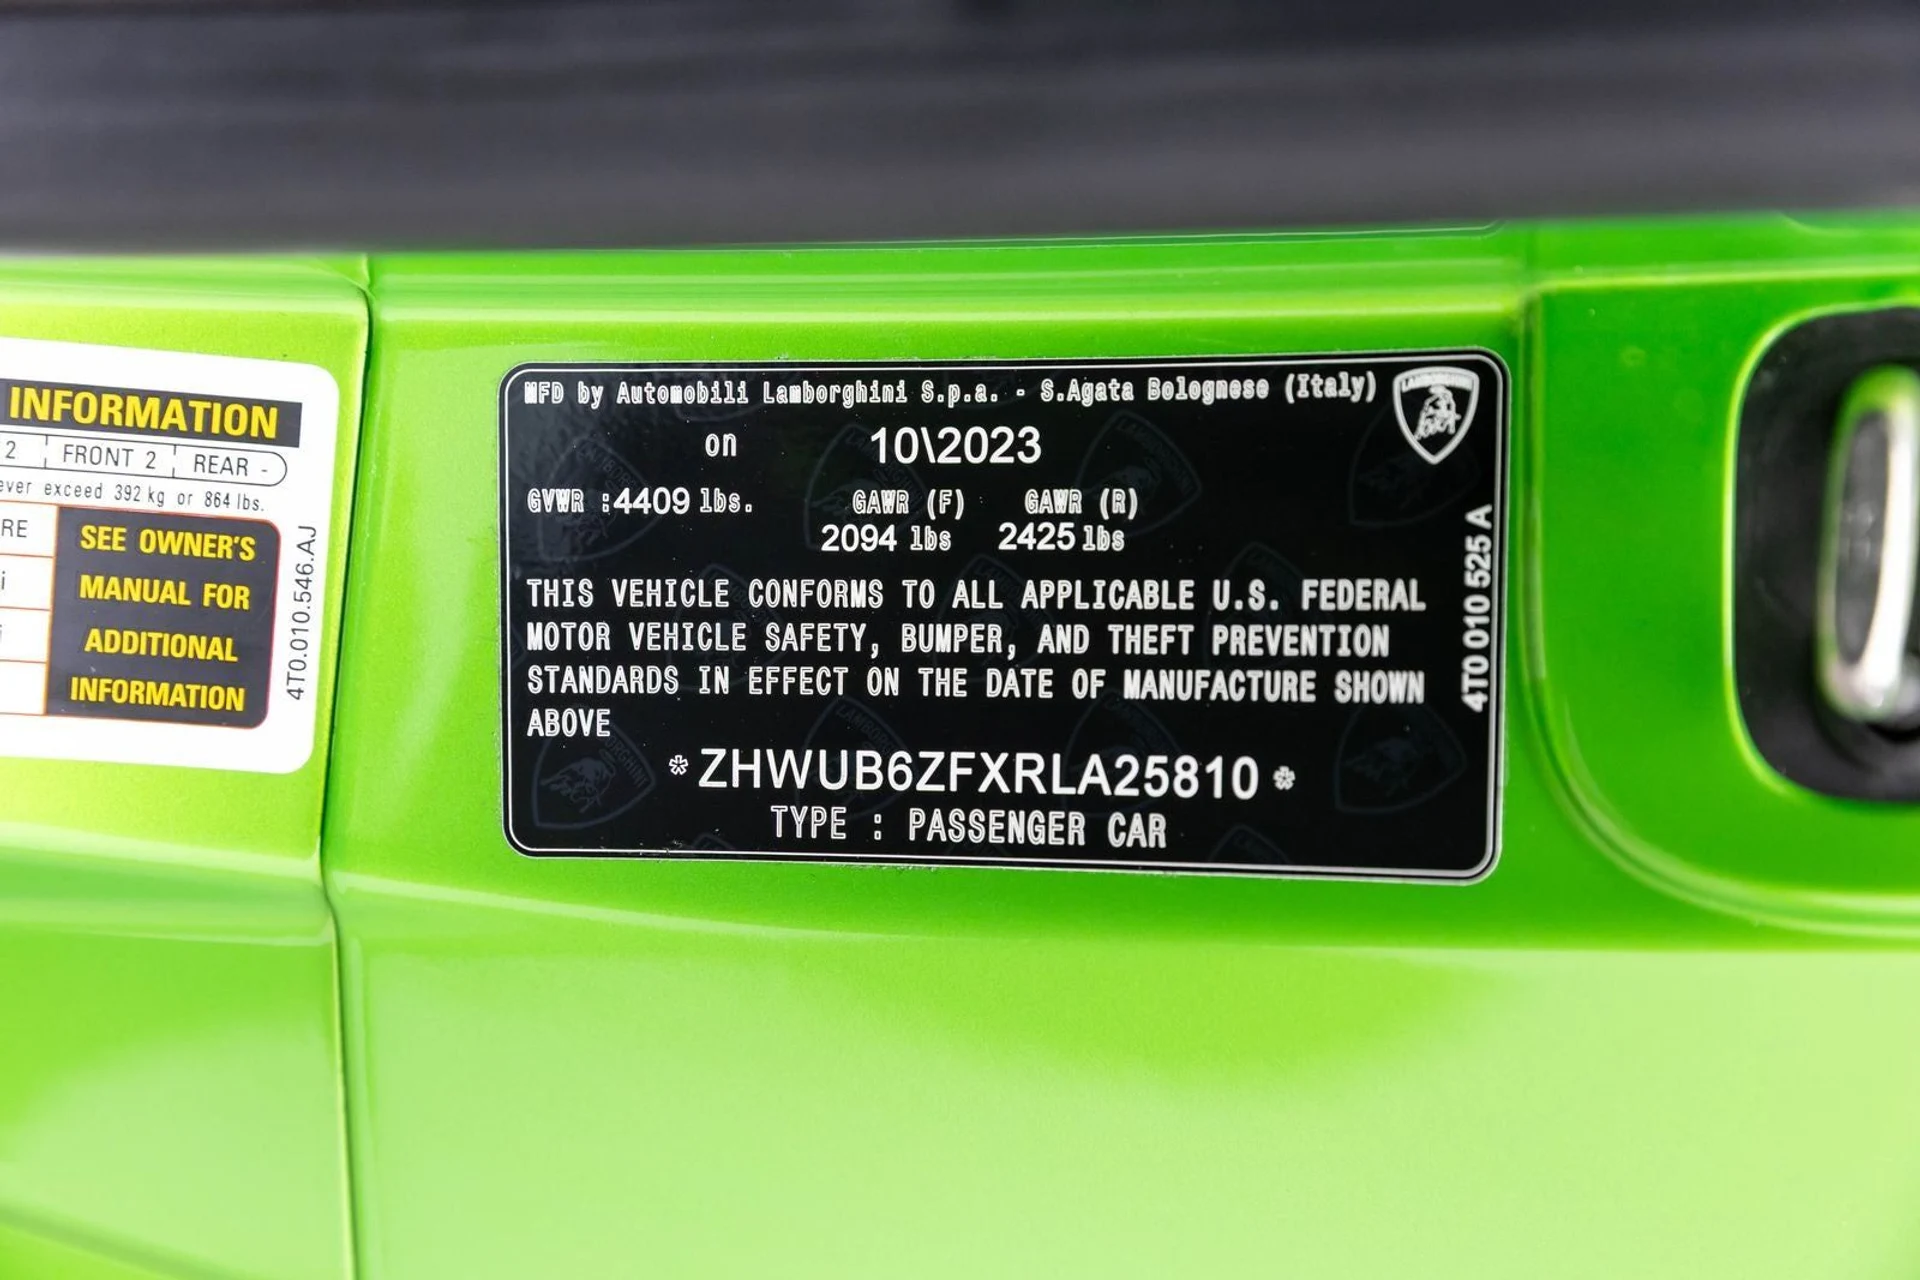 INFORMATION
2 FRONT 2 REAR -
ever exceed 392 kg or 864 lbs.
RE
i
i
SEE OWNER'S
MANUAL FOR
ADDITIONAL
INFORMATION
4T0.010.546.AJ
MFD by Automobili Lamborghini S.p.a. - S.Agata Bolognese (Italy)
LAMBORGHINI
on 10\2023
GVWR :4409 lbs. GAWR (F) GAWR (R)
2094 lbs 2425 lbs
THIS VEHICLE CONFORMS TO ALL APPLICABLE U.S. FEDERAL
MOTOR VEHICLE SAFETY, BUMPER, AND THEFT PREVENTION
STANDARDS IN EFFECT ON THE DATE OF MANUFACTURE SHOWN
ABOVE
*ZHWUB6ZFXRLA25810*
TYPE : PASSENGER CAR
4T0 010 525 A